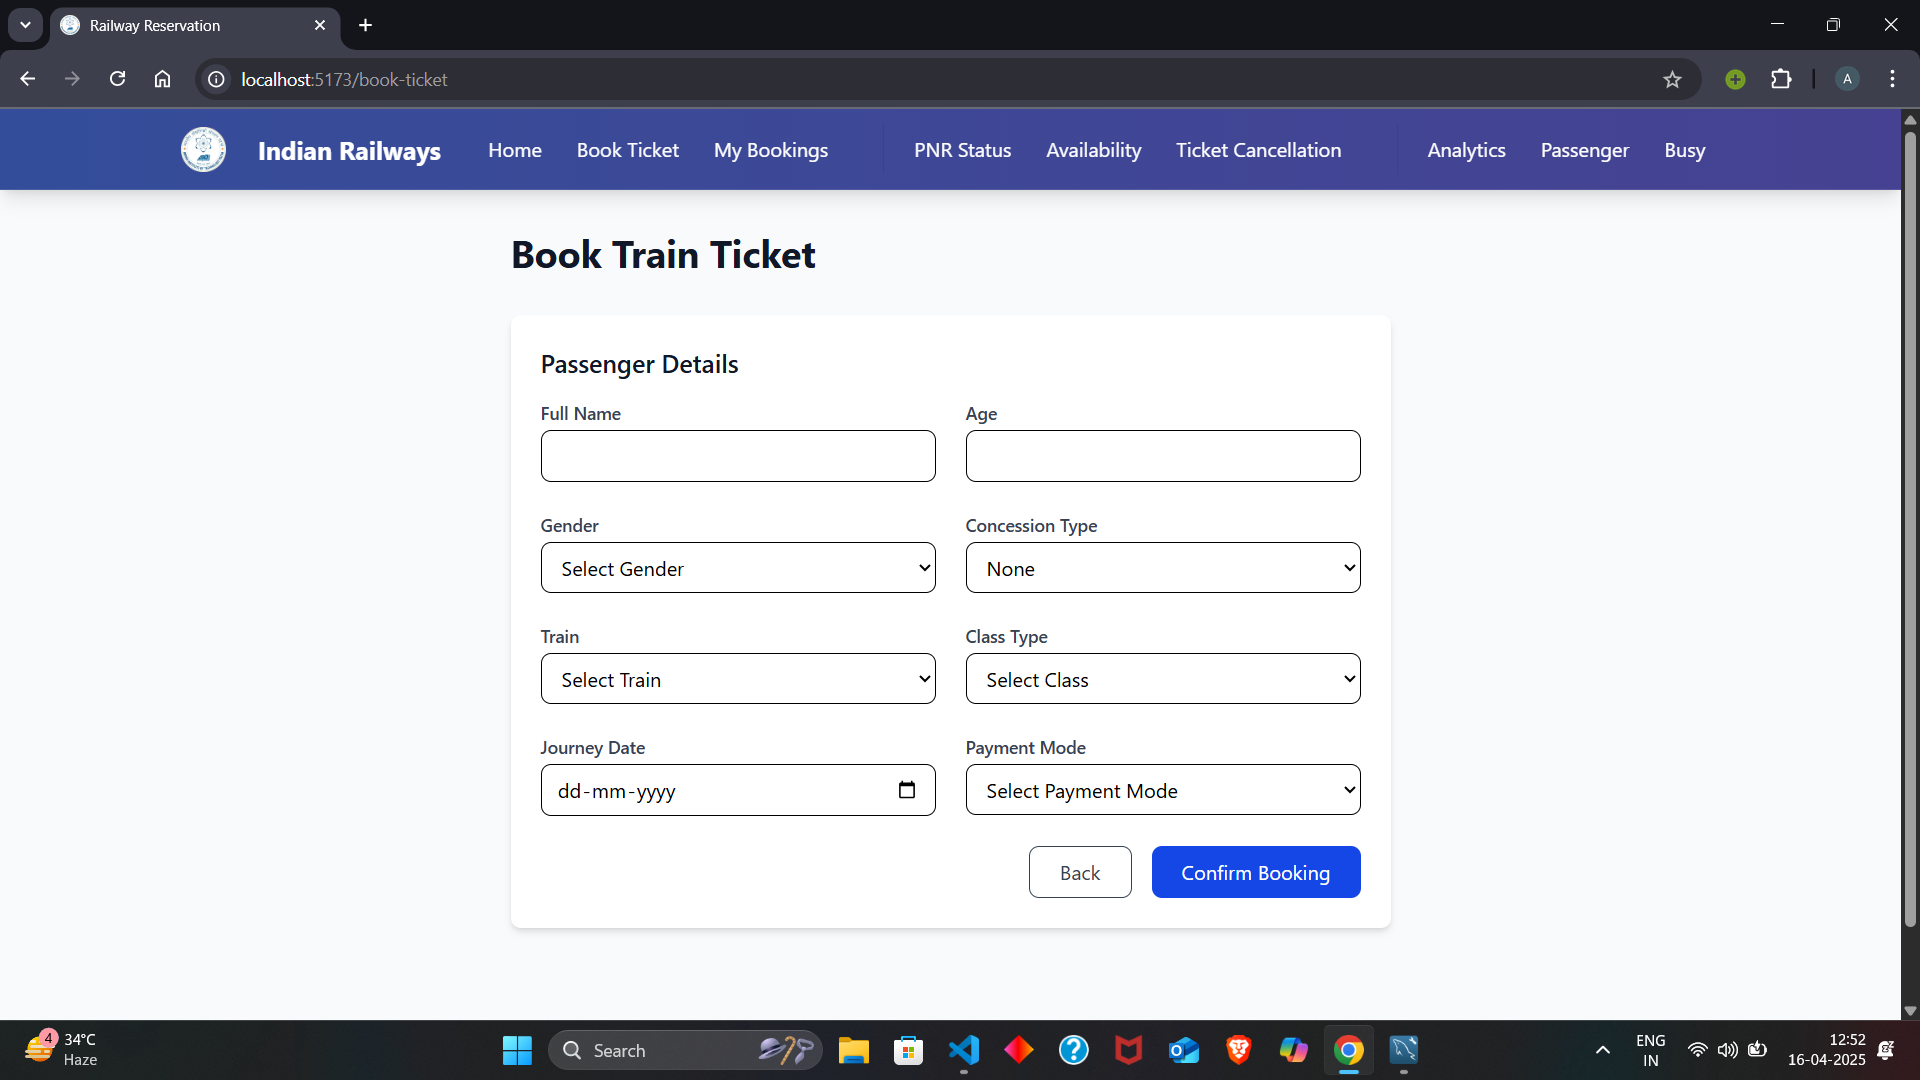 Railway Reservation
localhost:5173/book-ticket
A
Indian Railways Home Book Ticket My Bookings PNR Status Availability Ticket Cancellation Analytics Passenger Busy
Book Train Ticket
Passenger Details
Full Name Age
Gender Concession Type
Select Gender None
Train Class Type
Select Train Select Class
Journey Date Payment Mode
dd-mm-yyyy Select Payment Mode
Back Confirm Booking
4 34°C
Haze
Search
ENG
IN
12:52
16-04-2025